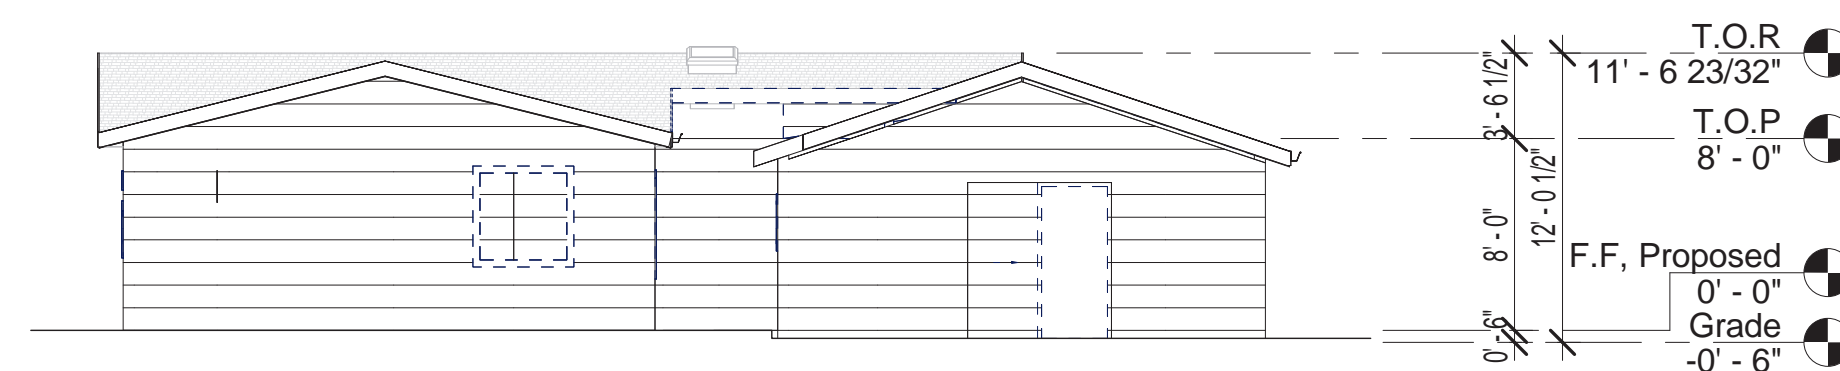 T.O.R
11' - 6 23/32"
T.O.P
8' - 0"
F.F, Proposed
0' - 0"
Grade
-0' - 6"
3' - 6 1/2"
8' - 0"
0' - 6"
12' - 0 1/2"